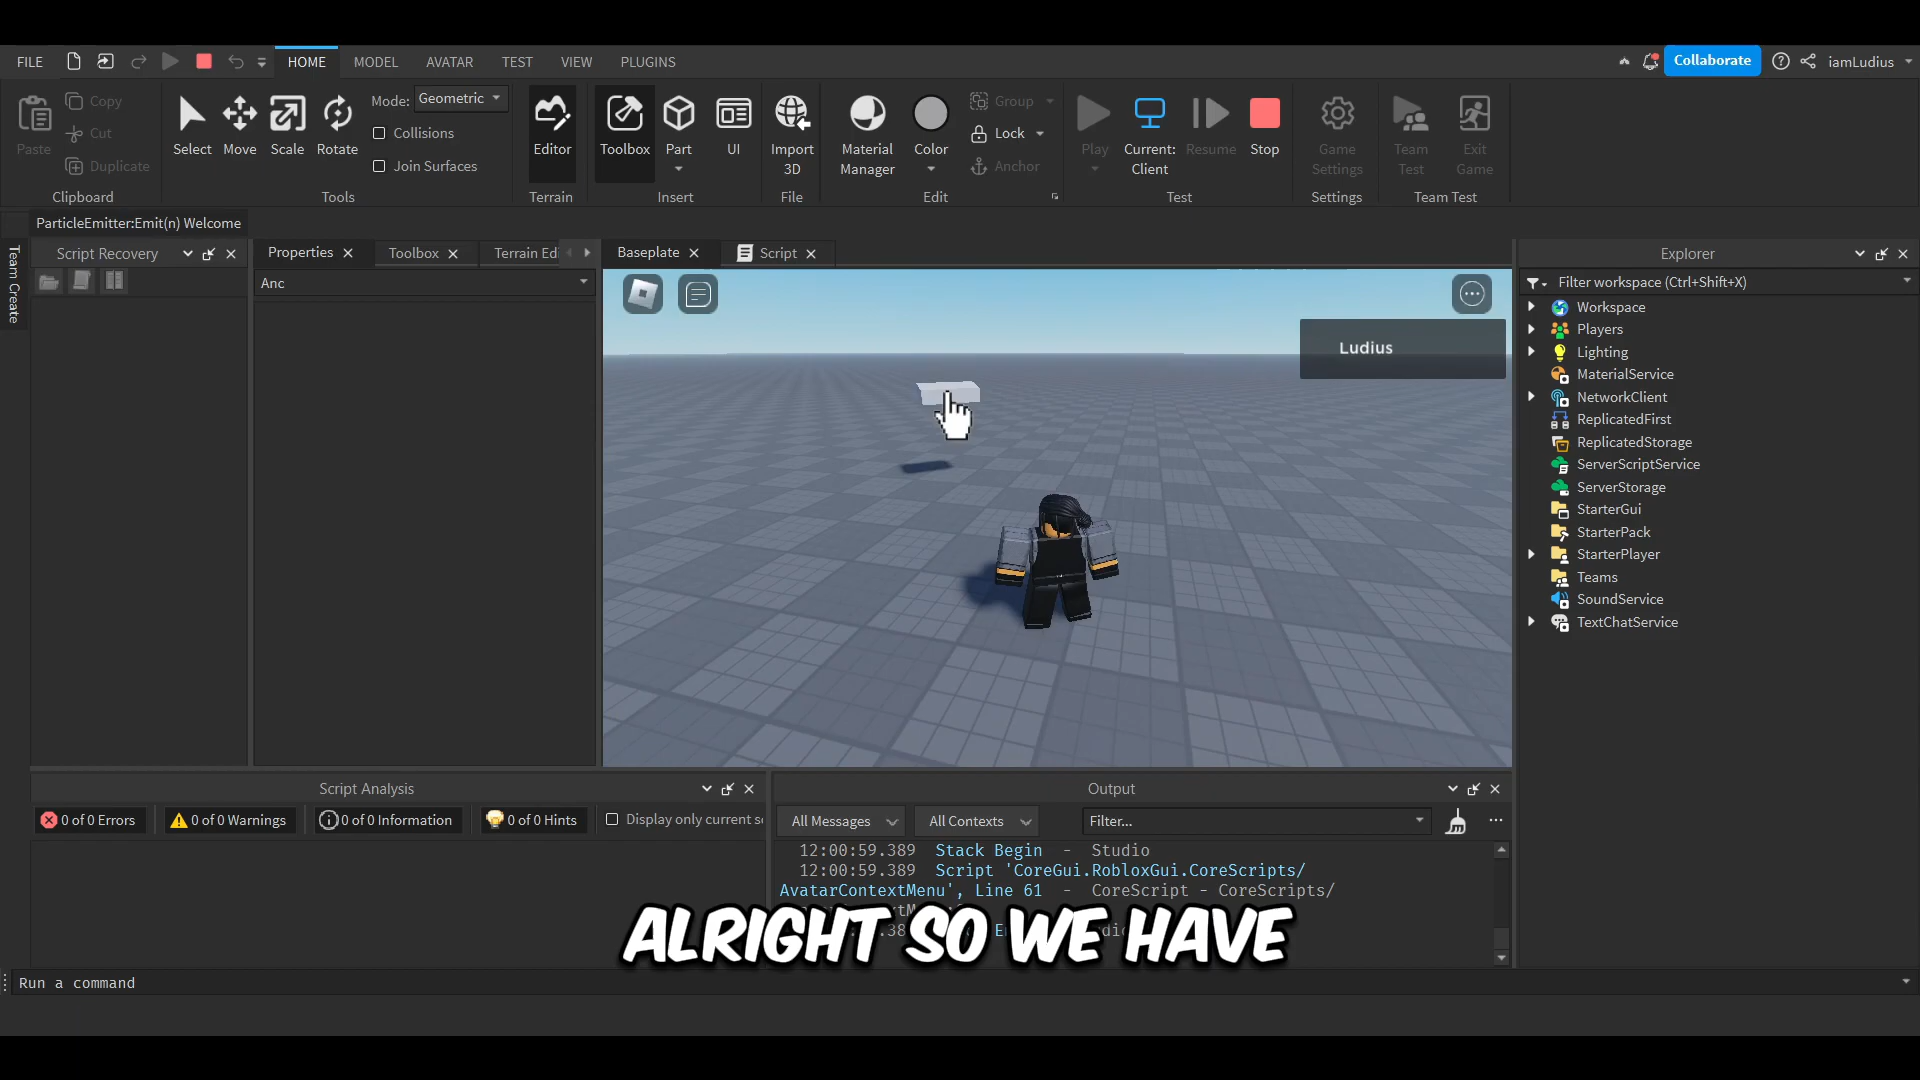 FILE
HOME
MODEL
AVATAR
TEST
VIEW
PLUGINS
Collaborate
iamLudius
Paste
Copy
Cut
Duplicate
Clipboard
Select
Move
Scale
Rotate
Mode:
Geometric
Collisions
Join Surfaces
Tools
Editor
Terrain
Toolbox
Part
UI
Insert
Import
3D
File
Material
Manager
Color
Group
Lock
Anchor
Edit
Play
Current:
Client
Resume
Stop
Test
Game
Settings
Settings
Team
Test
Exit
Game
Team Test
ParticleEmitter:Emit(n) Welcome
Team Create
Script Recovery
Properties
Toolbox
Terrain Ed
Anc
Baseplate
Script
Ludius
Explorer
Filter workspace (Ctrl+Shift+X)
Workspace
Players
Lighting
MaterialService
NetworkClient
ReplicatedFirst
ReplicatedStorage
ServerScriptService
ServerStorage
StarterGui
StarterPack
StarterPlayer
Teams
SoundService
TextChatService
Script Analysis
0 of 0 Errors
0 of 0 Warnings
0 of 0 Information
0 of 0 Hints
Display only current s
Output
All Messages
All Contexts
Filter...
12:00:59.389 Stack Begin - Studio
12:00:59.389 Script 'CoreGui.RobloxGui.CoreScripts/
AvatarContextMenu', Line 61 - CoreScript - CoreScripts/
ALRIGHT SO WE HAVE
Run a command